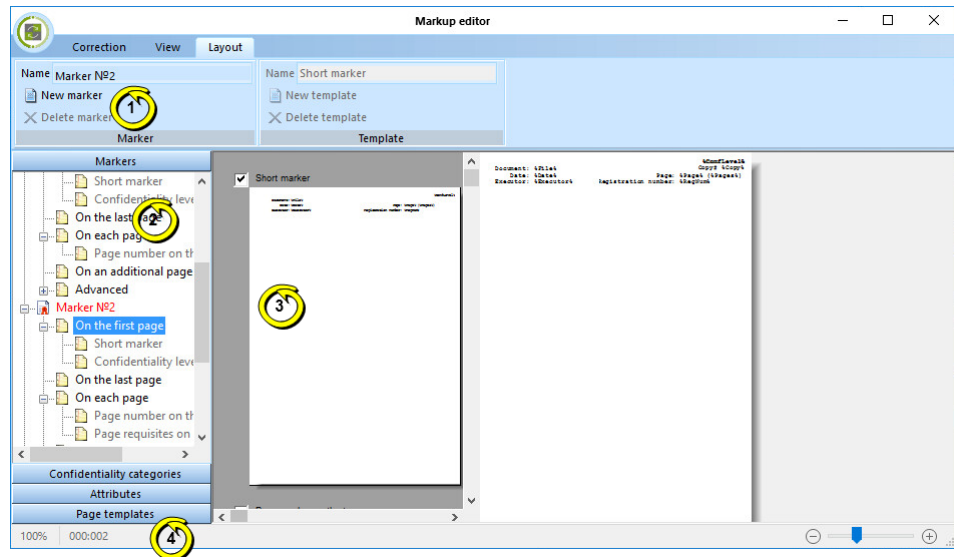 Markup editor
Correction View Layout
Name Marker №2
New marker
Delete marker
Marker
Name Short marker
New template
Delete template
Template
Markers
Short marker
Confidentiality leve
On the last page
On each page
Page number on th
On an additional page
Advanced
Marker №2
On the first page
Short marker
Confidentiality leve
On the last page
On each page
Page number on th
Page requisites on
Confidentiality categories
Attributes
Page templates
100% 000:002
1
2
3
4
Short marker
%ConfLevel%
Document: %File% Copy# %Copy%
Date: %Date% Page: %Page% (%Pages%)
Executor: %Executor% Registration number: %RegNum%